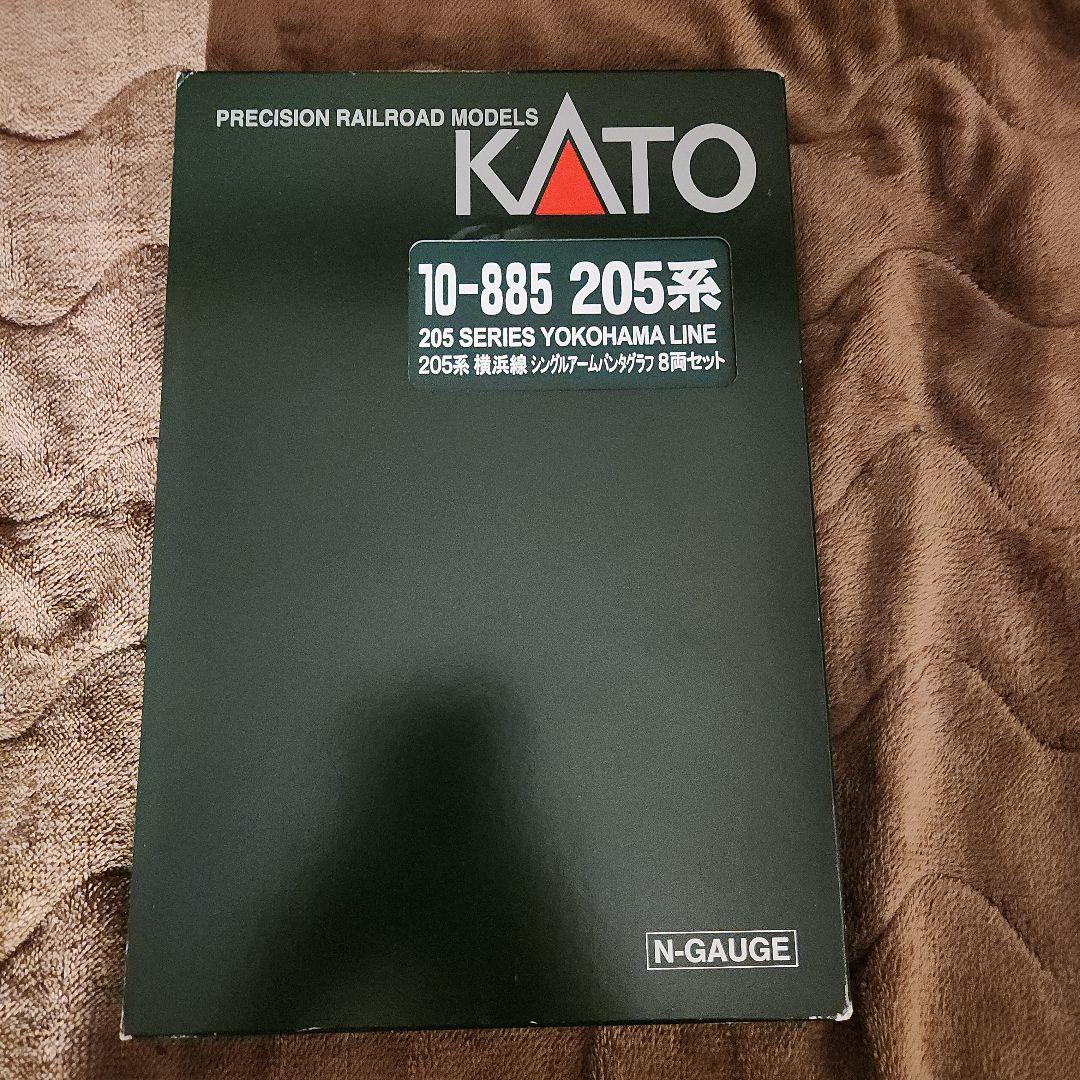 PRECISION RAILROAD MODELS
KATO
10-885 205系
205 SERIES YOKOHAMA LINE
205系 横浜線 シングルアームパンタグラフ 8両セット
N-GAUGE